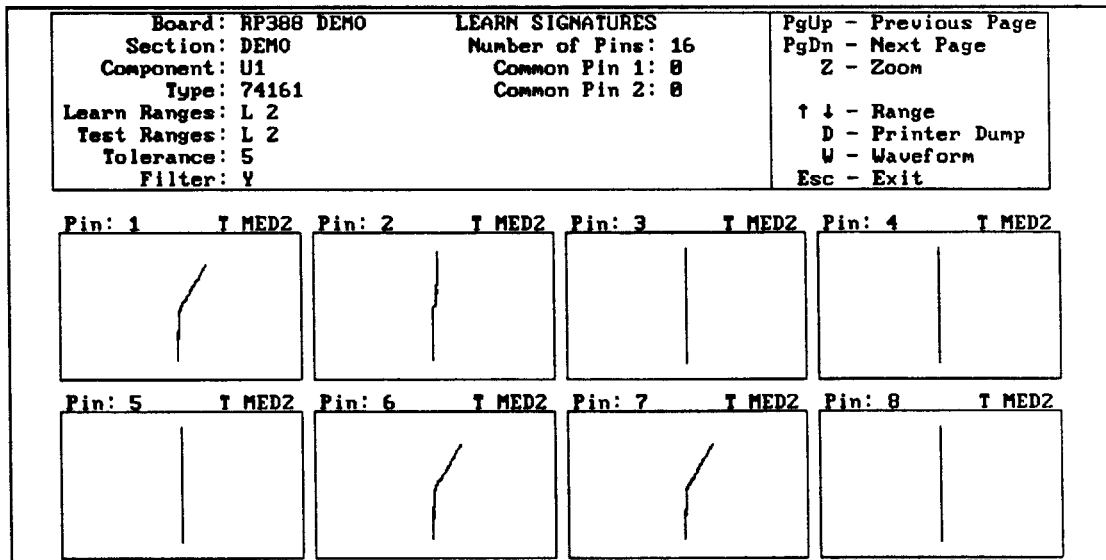 Board: RP388 DEMO LEARN SIGNATURES PgUp - Previous Page
Section: DEMO Number of Pins: 16 PgDn - Next Page
Component: U1 Common Pin 1: 0 Z - Zoom
Type: 74161 Common Pin 2: 0
Learn Ranges: L 2 ↑ ↓ - Range
Test Ranges: L 2 D - Printer Dump
Tolerance: 5 W - Waveform
Filter: Y Esc - Exit
Pin: 1 T MED2 Pin: 2 T MED2 Pin: 3 T MED2 Pin: 4 T MED2
Pin: 5 T MED2 Pin: 6 T MED2 Pin: 7 T MED2 Pin: 8 T MED2